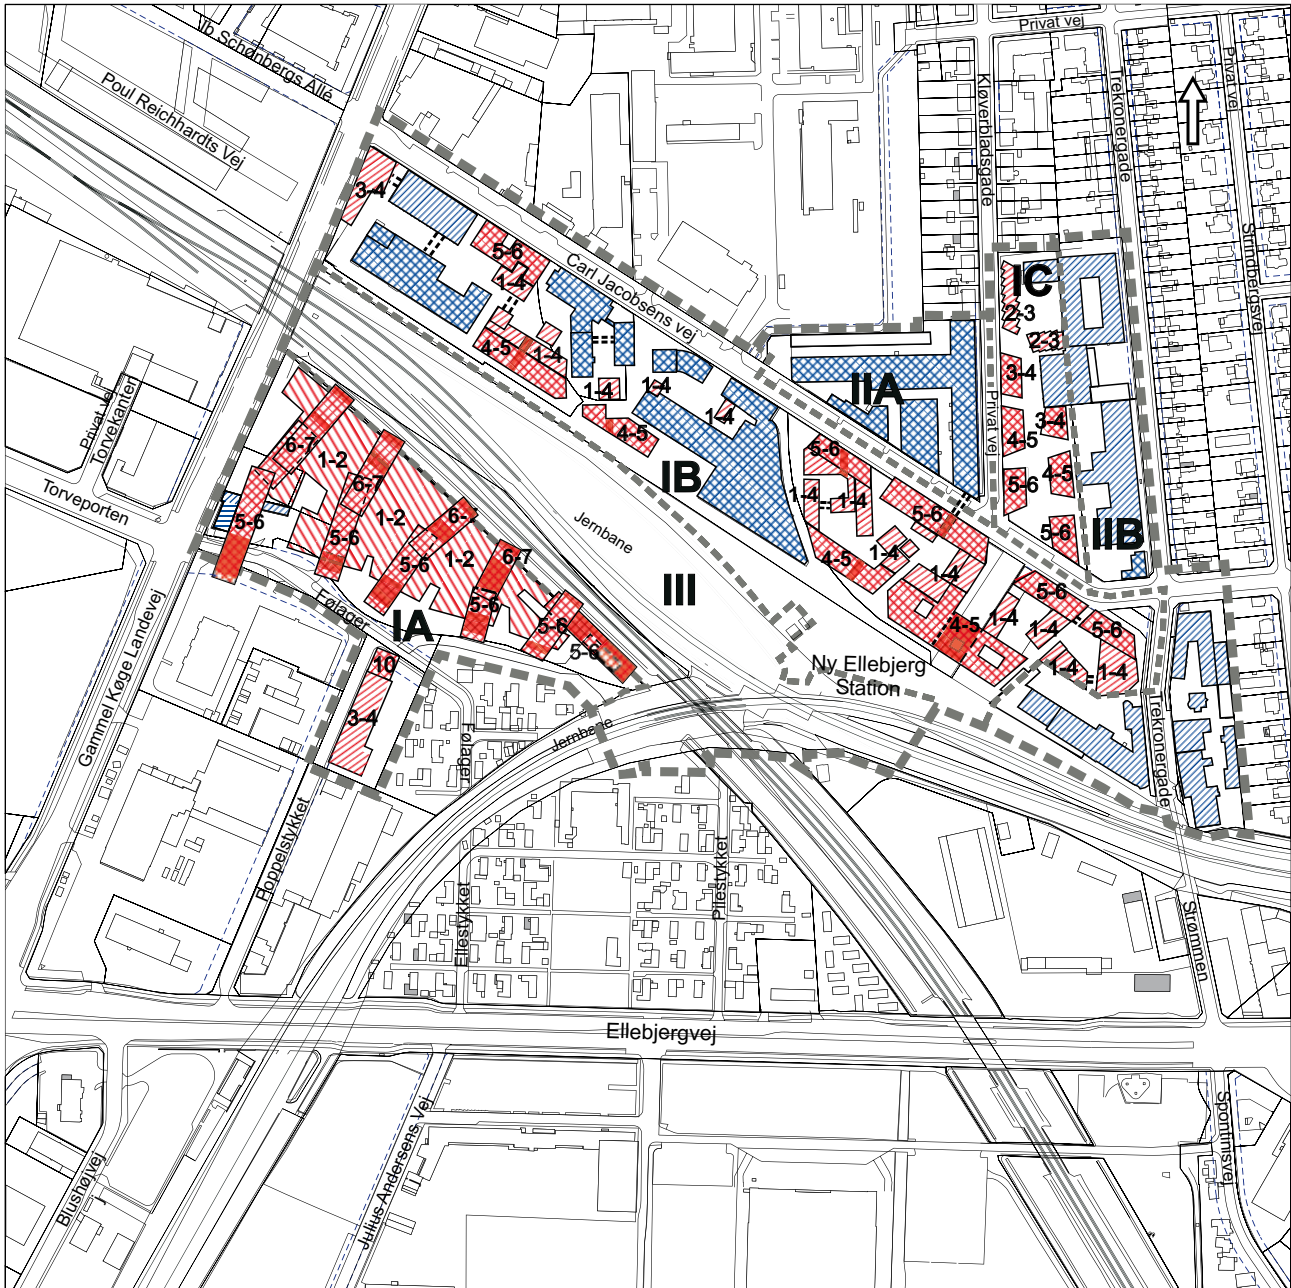 Privat vej
Ib Schønbergs Allé
Poul Reichhardts Vej
Kløverbladsgade
Trekronergade
Privat vej
Strindbergsvej
3-4
5-6
1-4
Carl Jacobsens vej
IC
2-3
2-3
4-5
1-4
1-4
1-4
1-4
IIA
3-4
Privat vej
3-4
4-5
4-5
Privat vej
Torvekanten
6-7
1-2
6-7
4-5
IB
5-6
1-4
1-4
5-6
5-6
5-6
IIB
Torveporten
5-6
5-6
1-2
6-
Jernbane
1-2
6-7
5-6
4-5
1-4
1-4
III
5-6
Følager
IA
5-6
5-6
5-6
4-5
1-4
1-4
5-6
1-4
1-4
Gammel Køge Landevej
10
3-4
Ny Ellebjerg
Station
Følager
Jernbane
Trekronergade
Poppelstykket
Ellestykket
Pilestykket
Strømmen
Ellebjergvej
Blushøjvej
Julius Andersens Vej
Spontinisvej